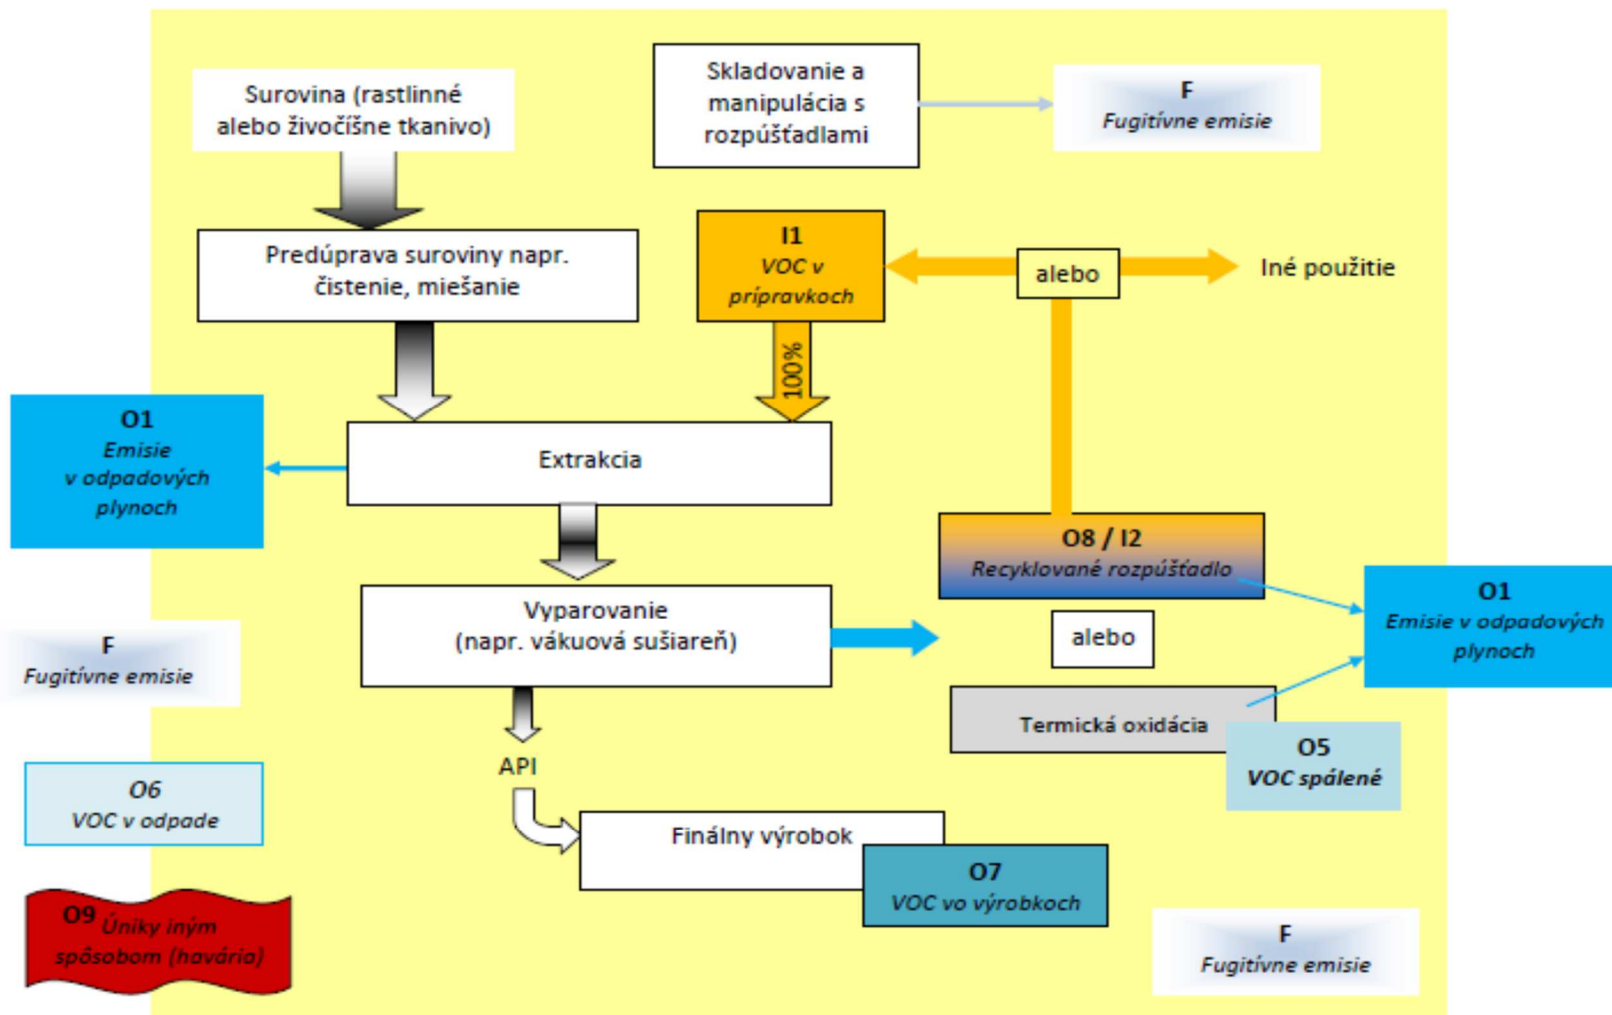 Surovina (rastlinné
alebo živočíšne tkanivo)
Skladovanie a
manipulácia s
rozpúšťadlami
F
Fugitívne emisie
Predúprava suroviny napr.
čistenie, miešanie
I1
VOC v
prípravkoch
alebo
Iné použitie
100%
O1
Emisie
v odpadových
plynoch
Extrakcia
O8 / I2
Recyklované rozpúšťadlo
Vyparovanie
(napr. vákuová sušiareň)
alebo
O1
Emisie v odpadových
plynoch
F
Fugitívne emisie
Termická oxidácia
O5
VOC spálené
API
O6
VOC v odpade
Finálny výrobok
O7
VOC vo výrobkoch
O9 Úniky iným
spôsobom (havária)
F
Fugitívne emisie